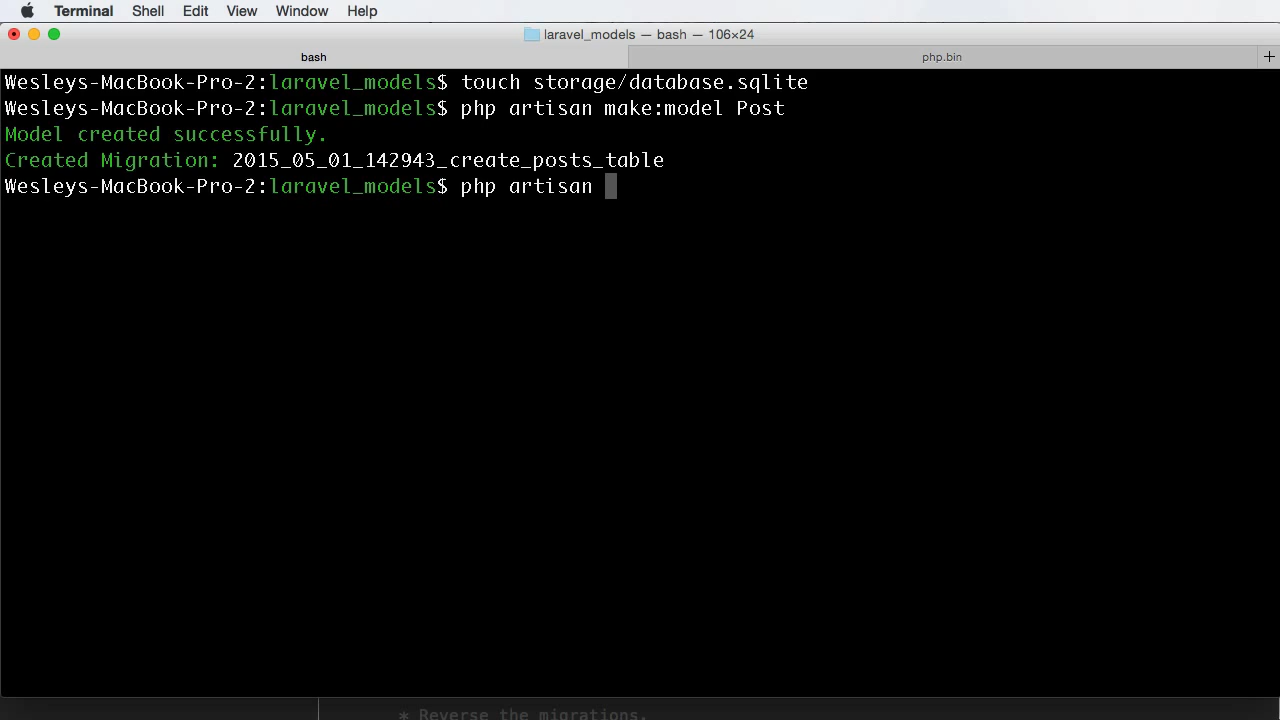 Terminal Shell Edit View Window Help
laravel_models — bash — 106×24
bash php.bin +
Wesleys-MacBook-Pro-2:laravel_models$ touch storage/database.sqlite
Wesleys-MacBook-Pro-2:laravel_models$ php artisan make:model Post
Model created successfully.
Created Migration: 2015_05_01_142943_create_posts_table
Wesleys-MacBook-Pro-2:laravel_models$ php artisan
* Reverse the migrations.